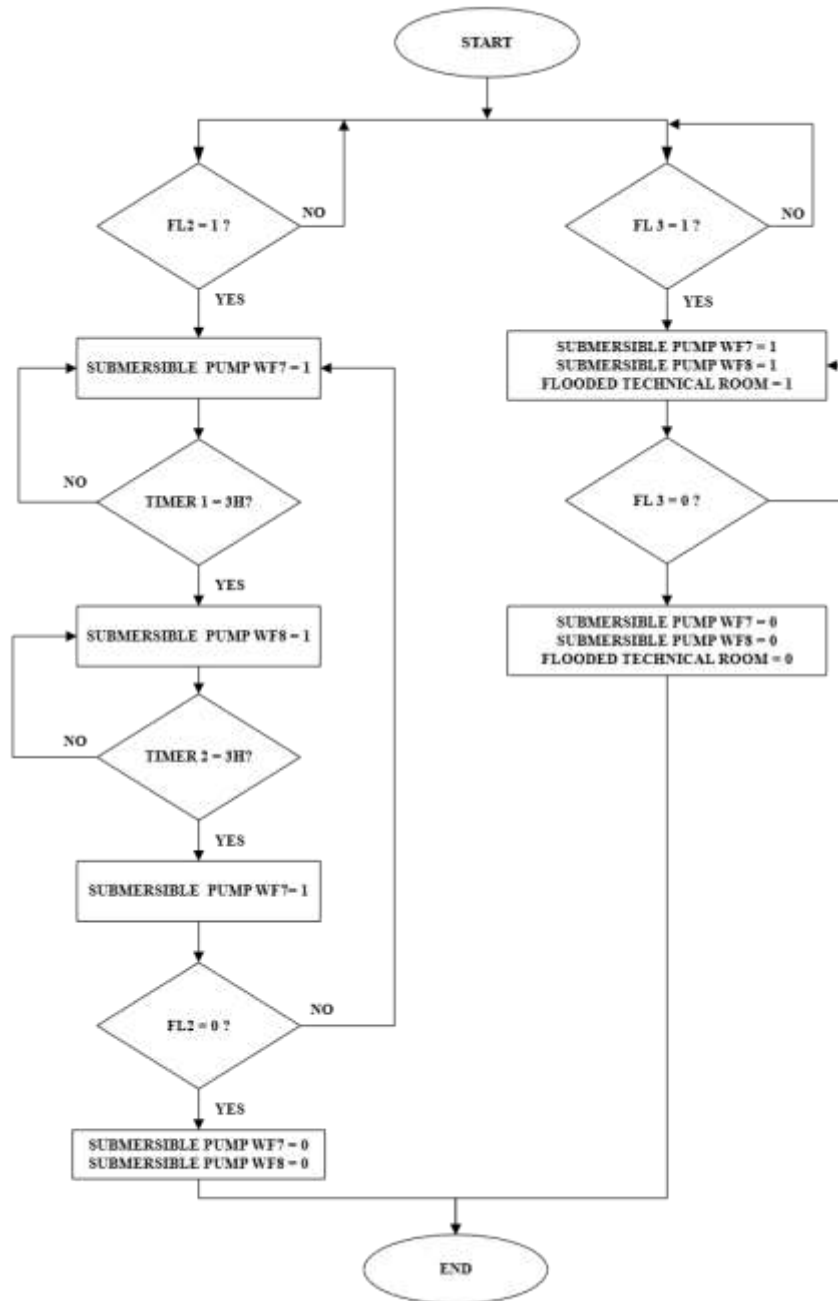 START
FL2 = 1 ?
NO
YES
SUBMERSIBLE PUMP WF7 = 1
NO
TIMER 1 = 3H?
YES
SUBMERSIBLE PUMP WF8 = 1
NO
TIMER 2 = 3H?
YES
SUBMERSIBLE PUMP WF7= 1
FL2 = 0 ?
NO
YES
SUBMERSIBLE PUMP WF7 = 0
SUBMERSIBLE PUMP WF8 = 0
FL 3 = 1 ?
NO
YES
SUBMERSIBLE PUMP WF7 = 1
SUBMERSIBLE PUMP WF8 = 1
FLOODED TECHNICAL ROOM = 1
FL 3 = 0 ?
SUBMERSIBLE PUMP WF7 = 0
SUBMERSIBLE PUMP WF8 = 0
FLOODED TECHNICAL ROOM = 0
END